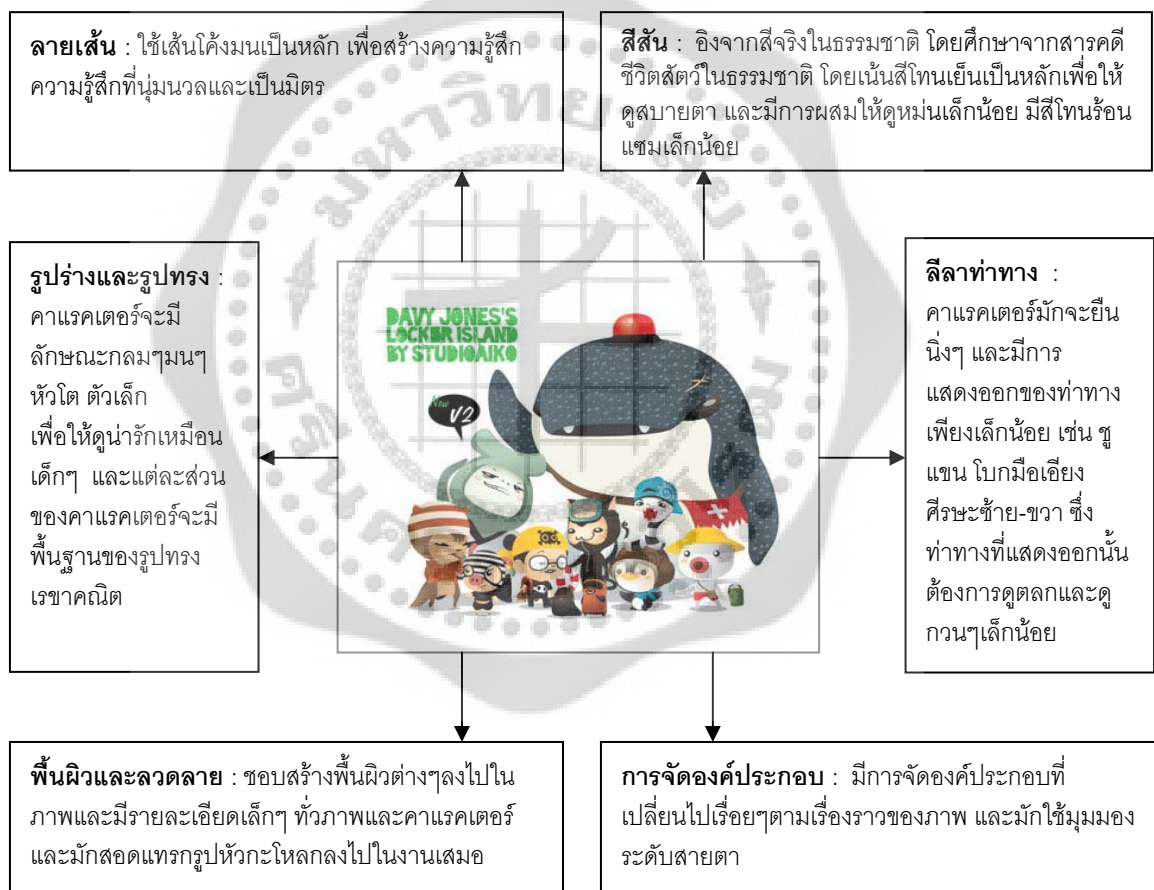 ลายเส้น : ใช้เส้นโค้งมนเป็นหลัก เพื่อสร้างความรู้สึก
ความรู้สึกที่นุ่มนวลและเป็นมิตร
สีสัน : อิงจากสีจริงในธรรมชาติ โดยศึกษาจากสารคดี
ชีวิตสัตว์ในธรรมชาติ โดยเน้นสีโทนเย็นเป็นหลักเพื่อให้
ดูสบายตา และมีการผสมให้ดูหม่นเล็กน้อย มีสีโทนร้อน
แซมเล็กน้อย
รูปร่างและรูปทรง :
คาแรคเตอร์จะมี
ลักษณะกลมๆมนๆ
หัวโต ตัวเล็ก
เพื่อให้ดูน่ารักเหมือน
เด็กๆ และแต่ละส่วน
ของคาแรคเตอร์จะมี
พื้นฐานของรูปทรง
เรขาคณิต
DAVY JONES'S
LOCKER ISLAND
BY STUDIOAIKO
New
V2
ลีลาท่าทาง :
คาแรคเตอร์มักจะยืน
นิ่งๆ และมีการ
แสดงออกของท่าทาง
เพียงเล็กน้อย เช่น ชู
แขน โบกมือเอียง
ศีรษะซ้าย-ขวา ซึ่ง
ท่าทางที่แสดงออกนั้น
ต้องการดูตลกและดู
กวนๆเล็กน้อย
พื้นผิวและลวดลาย : ชอบสร้างพื้นผิวต่างๆลงไปใน
ภาพและมีรายละเอียดเล็กๆ ทั่วภาพและคาแรคเตอร์
และมักสอดแทรกรูปหัวกะโหลกลงไปในงานเสมอ
การจัดองค์ประกอบ : มีการจัดองค์ประกอบที่
เปลี่ยนไปเรื่อยๆตามเรื่องราวของภาพ และมักใช้มุมมอง
ระดับสายตา